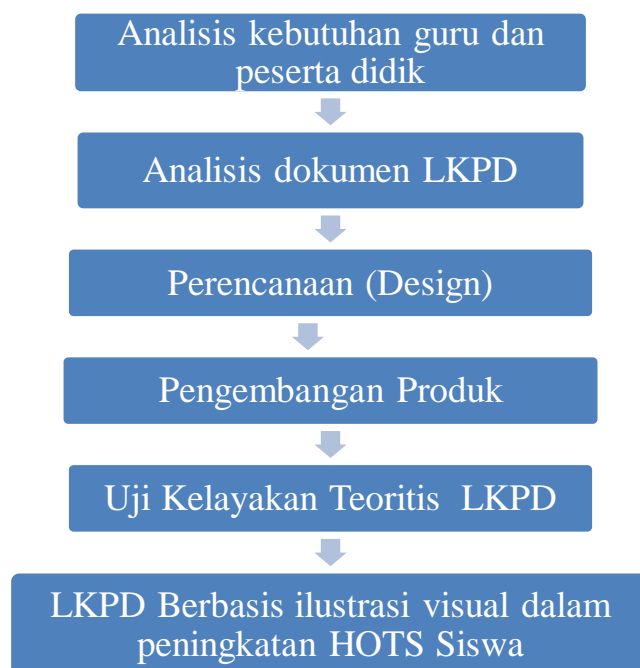 Analisis kebutuhan guru dan
peserta didik
Analisis dokumen LKPD
Perencanaan (Design)
Pengembangan Produk
Uji Kelayakan Teoritis LKPD
LKPD Berbasis ilustrasi visual dalam
peningkatan HOTS Siswa